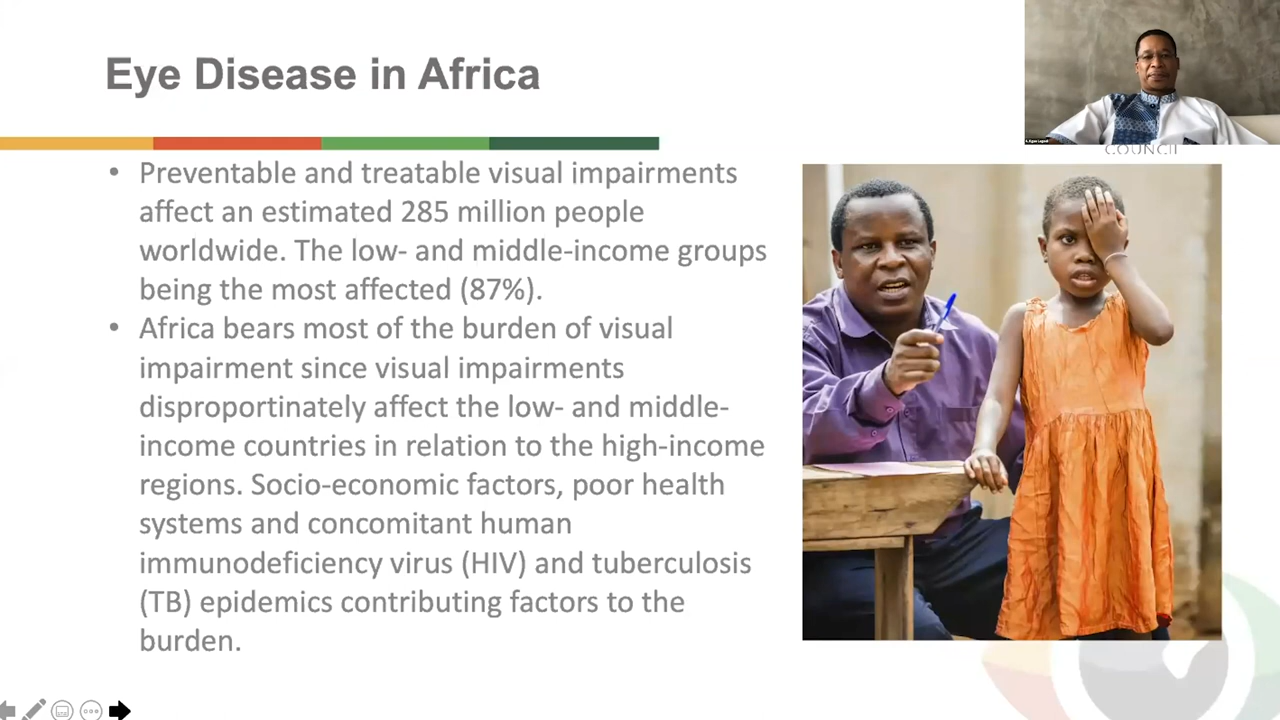 Eye Disease in Africa
COUNCIL
• Preventable and treatable visual impairments
affect an estimated 285 million people
worldwide. The low- and middle-income groups
being the most affected (87%).
• Africa bears most of the burden of visual
impairment since visual impairments
disproportinately affect the low- and middle-
income countries in relation to the high-income
regions. Socio-economic factors, poor health
systems and concomitant human
immunodeficiency virus (HIV) and tuberculosis
(TB) epidemics contributing factors to the
burden.